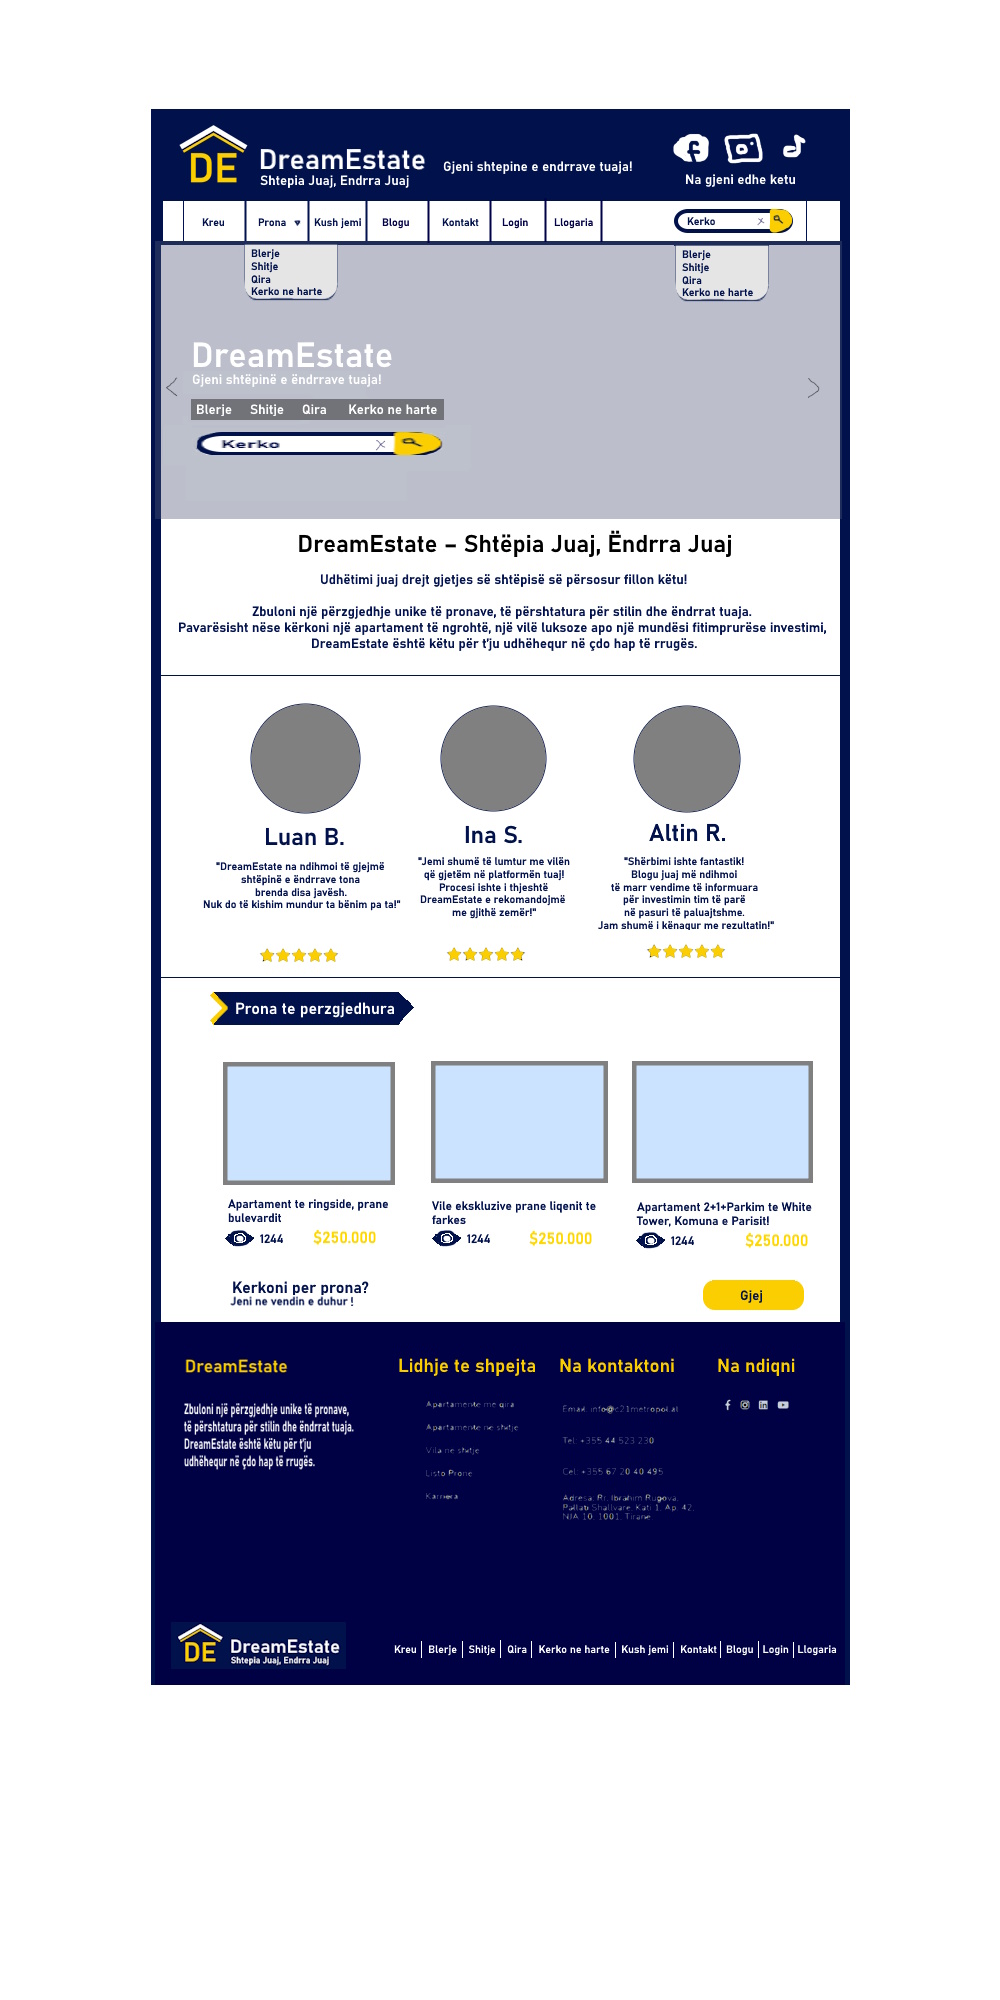 DE
DreamEstate
Shtepia Juaj, Endrra Juaj
Gjeni shtepine e endrrave tuaja!
Na gjeni edhe ketu
Kreu
Prona
Kush jemi
Blogu
Kontakt
Login
Llogaria
Kerko
Blerje
Shitje
Qira
Kerko ne harte
Blerje
Shitje
Qira
Kerko ne harte
DreamEstate
Gjeni shtëpinë e ëndrrave tuaja!
Blerje Shitje Qira Kerko ne harte
Kerko
DreamEstate – Shtëpia Juaj, Ëndrra Juaj
Udhëtimi juaj drejt gjetjes së shtëpisë së përsosur fillon këtu!
Zbuloni një përzgjedhje unike të pronave, të përshtatura për stilin dhe ëndrrat tuaja.
Pavarësisht nëse kërkoni një apartament të ngrohtë, një vilë luksoze apo një mundësi fitimprurëse investimi,
DreamEstate është këtu për t'ju udhëhequr në çdo hap të rrugës.
Luan B.
"DreamEstate na ndihmoi të gjejmë
shtëpinë e ëndrrave tona
brenda disa javësh.
Nuk do të kishim mundur ta bënim pa ta!"
Ina S.
"Jemi shumë të lumtur me vilën
që gjetëm në platformën tuaj!
Procesi ishte i thjeshtë
DreamEstate e rekomandojmë
me gjithë zemër!"
Altin R.
"Shërbimi ishte fantastik!
Blogu juaj më ndihmoi
të marr vendime të informuara
për investimin tim të parë
në pasuri të paluajtshme.
Jam shumë i kënaqur me rezultatin!"
Prona te perzgjedhura
Apartament te ringside, prane
bulevardit
1244 $250.000
Vile ekskluzive prane liqenit te
farkes
1244 $250.000
Apartament 2+1+Parkim te White
Tower, Komuna e Parisit!
1244 $250.000
Kerkoni per prona?
Jeni ne vendin e duhur !
Gjej
DreamEstate
Zbuloni një përzgjedhje unike të pronave,
të përshtatura për stilin dhe ëndrrat tuaja.
DreamEstate është këtu për t'ju
udhëhequr në çdo hap të rrugës.
Lidhje te shpejta
Apartamente me qira
Apartamente ne shitje
Vila ne shitje
Listo Prone
Karriera
Na kontaktoni
Email: info@c21metropol.al
Tel: +355 44 523 230
Cel: +355 67 20 40 495
Adresa: Rr. Ibrahim Rugova,
Pallati Shallvare, Kati 1, Ap. 42,
NJA 10, 1001, Tirane
Na ndiqni
DE
DreamEstate
Shtepia Juaj, Endrra Juaj
Kreu Blerje Shitje Qira Kerko ne harte Kush jemi Kontakt Blogu Login Llogaria